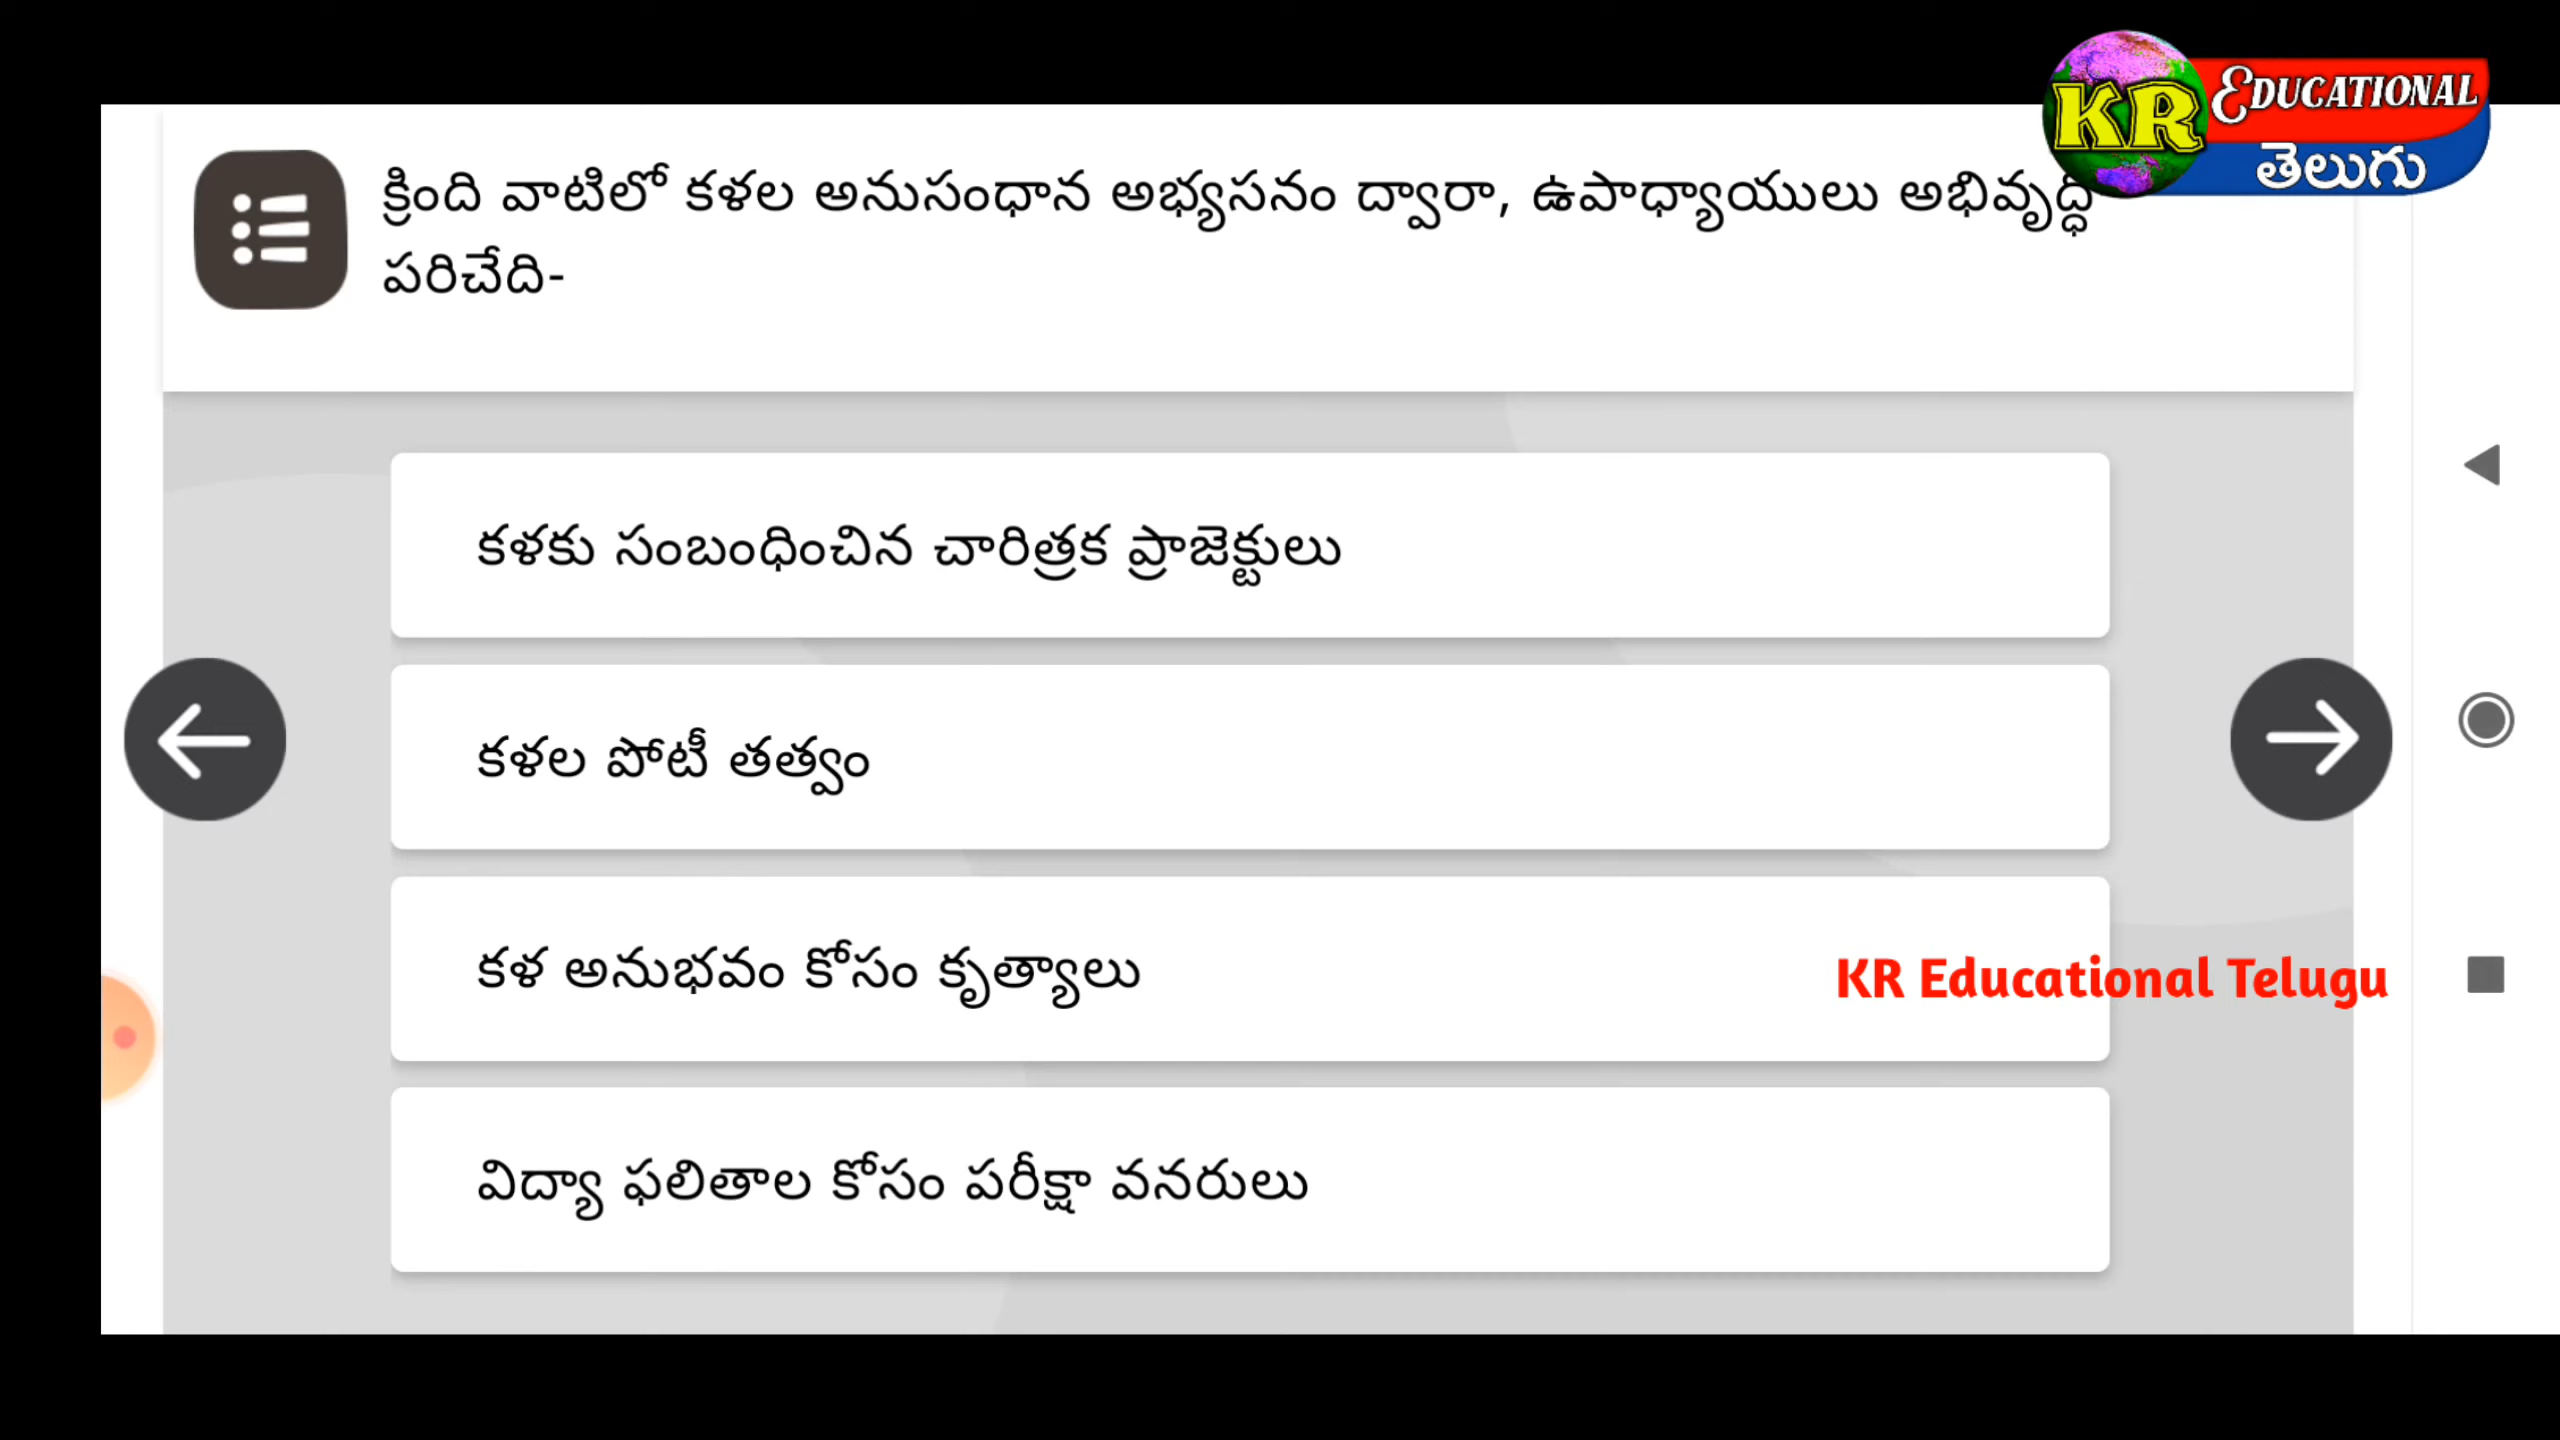 KR EDUCATIONAL
తెలుగు
క్రింది వాటిలో కళల అనుసంధాన అభ్యసనం ద్వారా, ఉపాధ్యాయులు అభివృద్ధి
పరిచేది-
కళకు సంబంధించిన చారిత్రక ప్రాజెక్టులు
కళల పోటీ తత్వం
కళ అనుభవం కోసం కృత్యాలు
KR Educational Telugu
విద్యా ఫలితాల కోసం పరీక్షా వనరులు